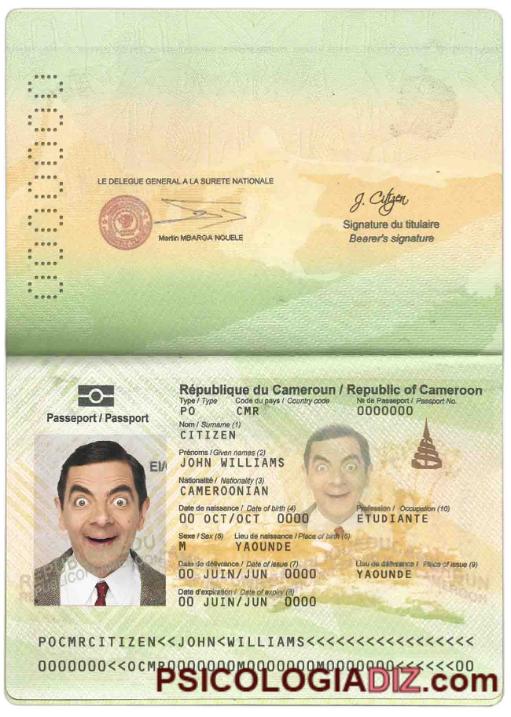 0000000
LE DELEGUE GENERAL A LA SURETE NATIONALE
Martin MBARGA NGUELE
J. Citizen
Signature du titulaire
Bearer's signature
République du Cameroun / Republic of Cameroon
Passeport / Passport
Type / Type Code du pays / Country code № de Passeport / Passport No.
PO CMR 0000000
Nom / Surname (1)
CITIZEN
Prénoms / Given names (2)
JOHN WILLIAMS
Nationalité / Nationality (3)
CAMEROONIAN
Date de naissance / Date of birth (4) Profession / Occupation (10)
00 OCT/OCT 0000 ETUDIANTE
Sexe / Sex (5) Lieu de naissance / Place of birth (6)
M YAOUNDE
Date de délivrance / Date of issue (7) Lieu de délivrance / Place of issue (9)
00 JUIN/JUN 0000 YAOUNDE
Date d'expiration / Date of expiry (8)
00 JUIN/JUN 0000
POCMRCITIZEN<<JOHN<WILLIAMS<<<<<<<<<<<<<<<<<
0000000<<0CMR0000000M0000000M0000000<<<<<<00
PSICOLOGIADIZ.com